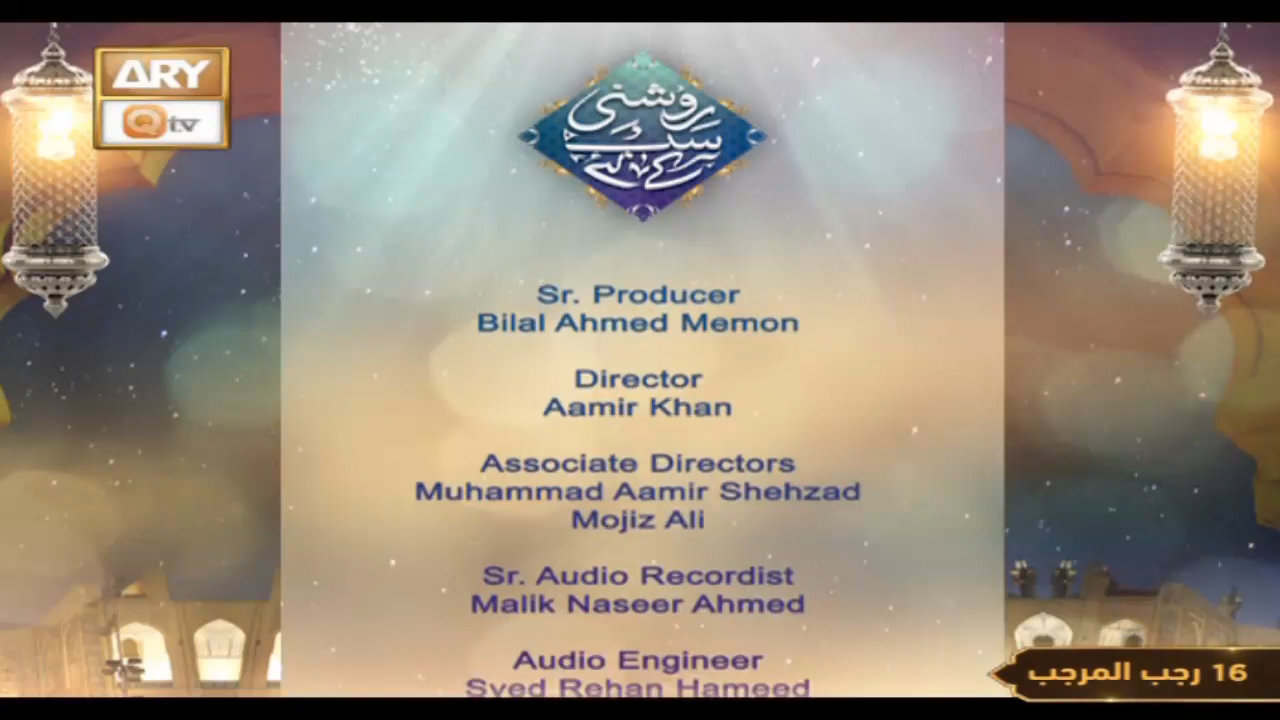 ARY
Qtv
روشنی
سب
کے لئے
Sr. Producer
Bilal Ahmed Memon
Director
Aamir Khan
Associate Directors
Muhammad Aamir Shehzad
Mojiz Ali
Sr. Audio Recordist
Malik Naseer Ahmed
Audio Engineer
Syed Rehan Hameed
16 رجب المرجب